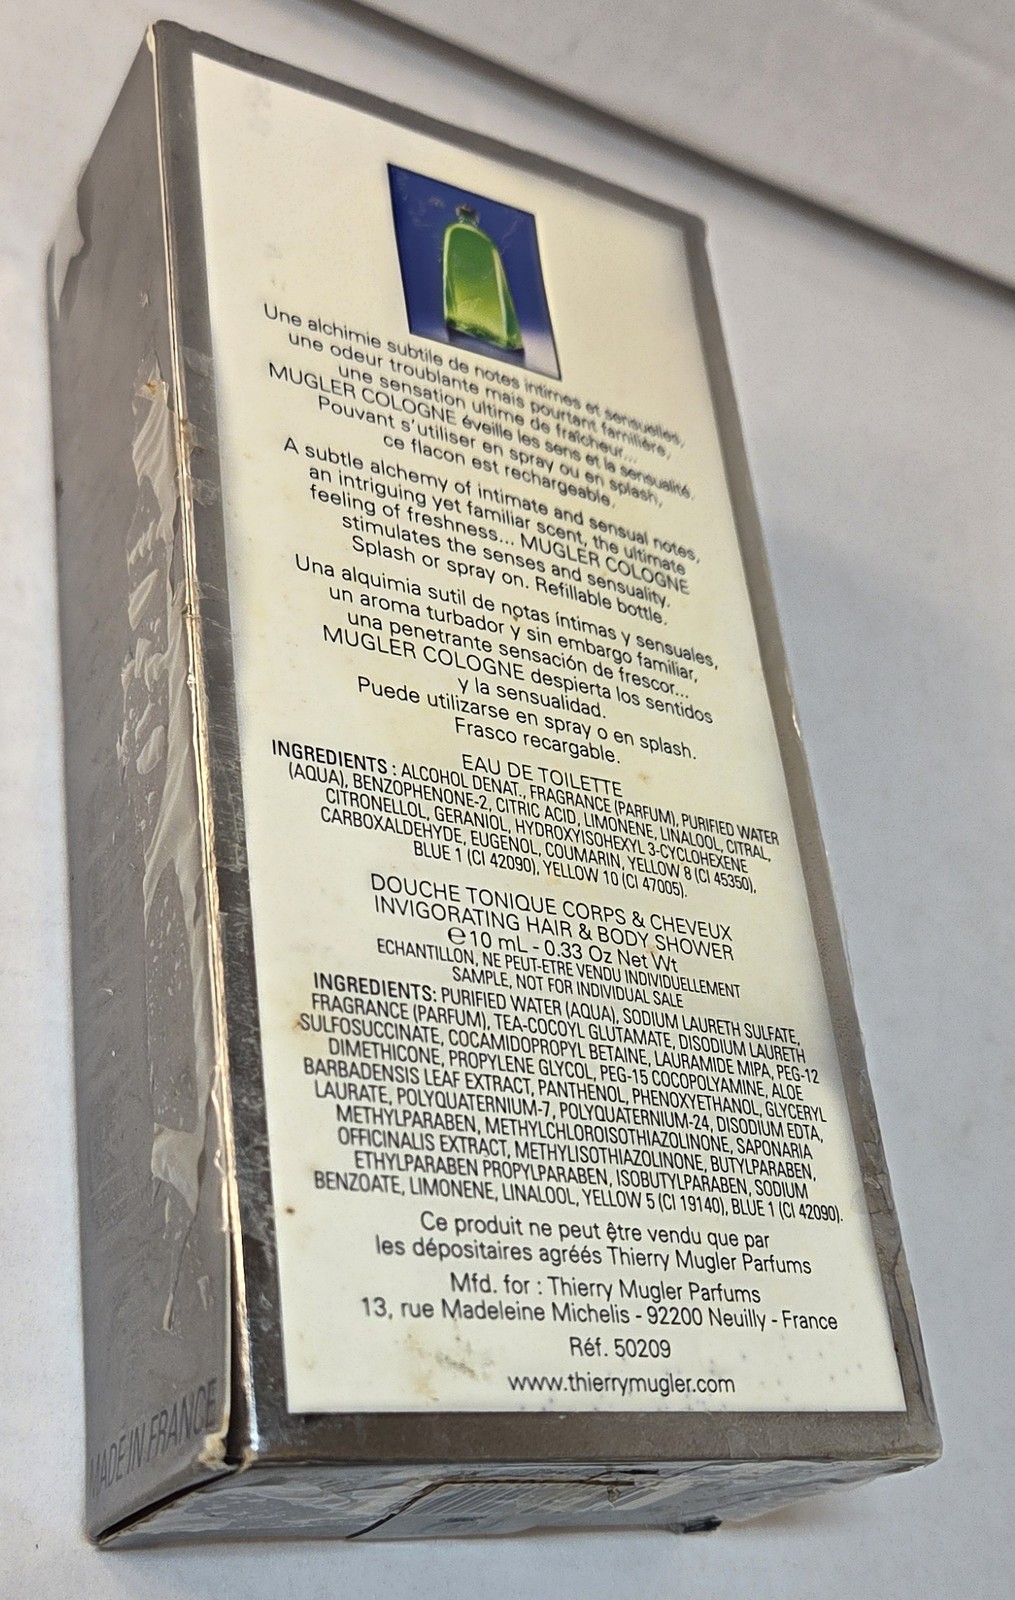 Une alchimie subtile de notes intimes et sensuelles,
une odeur troublante mais pourtant familière,
une sensation ultime de fraîcheur...
MUGLER COLOGNE éveille les sens et la sensualité.
Pouvant s'utiliser en spray ou en splash,
ce flacon est rechargeable.
A subtle alchemy of intimate and sensual notes,
an intriguing yet familiar scent, the ultimate
feeling of freshness... MUGLER COLOGNE
stimulates the senses and sensuality.
Splash or spray on. Refillable bottle.
Una alquimia sutil de notas íntimas y sensuales,
un aroma turbador y sin embargo familiar,
una penetrante sensación de frescor...
MUGLER COLOGNE despierta los sentidos
y la sensualidad.
Puede utilizarse en spray o en splash.
Frasco recargable.
EAU DE TOILETTE
INGREDIENTS : ALCOHOL DENAT., FRAGRANCE (PARFUM), PURIFIED WATER
(AQUA), BENZOPHENONE-2, CITRIC ACID, LIMONENE, LINALOOL, CITRAL,
CITRONELLOL, GERANIOL, HYDROXYISOHEXYL 3-CYCLOHEXENE
CARBOXALDEHYDE, EUGENOL, COUMARIN, YELLOW 8 (CI 45350),
BLUE 1 (CI 42090), YELLOW 10 (CI 47005).
DOUCHE TONIQUE CORPS & CHEVEUX
INVIGORATING HAIR & BODY SHOWER
℮ 10 mL - 0.33 Oz Net Wt
ECHANTILLON, NE PEUT-ETRE VENDU INDIVIDUELLEMENT
SAMPLE, NOT FOR INDIVIDUAL SALE
INGREDIENTS: PURIFIED WATER (AQUA), SODIUM LAURETH SULFATE,
FRAGRANCE (PARFUM), TEA-COCOYL GLUTAMATE, DISODIUM LAURETH
SULFOSUCCINATE, COCAMIDOPROPYL BETAINE, LAURAMIDE MIPA, PEG-12
DIMETHICONE, PROPYLENE GLYCOL, PEG-15 COCOPOLYAMINE, ALOE
BARBADENSIS LEAF EXTRACT, PANTHENOL, PHENOXYETHANOL, GLYCERYL
LAURATE, POLYQUATERNIUM-7, POLYQUATERNIUM-24, DISODIUM EDTA,
METHYLPARABEN, METHYLCHLOROISOTHIAZOLINONE, SAPONARIA
OFFICINALIS EXTRACT, METHYLISOTHIAZOLINONE, BUTYLPARABEN,
ETHYLPARABEN PROPYLPARABEN, ISOBUTYLPARABEN, SODIUM
BENZOATE, LIMONENE, LINALOOL, YELLOW 5 (CI 19140), BLUE 1 (CI 42090).
Ce produit ne peut être vendu que par
les dépositaires agréés Thierry Mugler Parfums
Mfd. for : Thierry Mugler Parfums
13, rue Madeleine Michelis - 92200 Neuilly - France
Réf. 50209
www.thierrymugler.com
MADE IN FRANCE